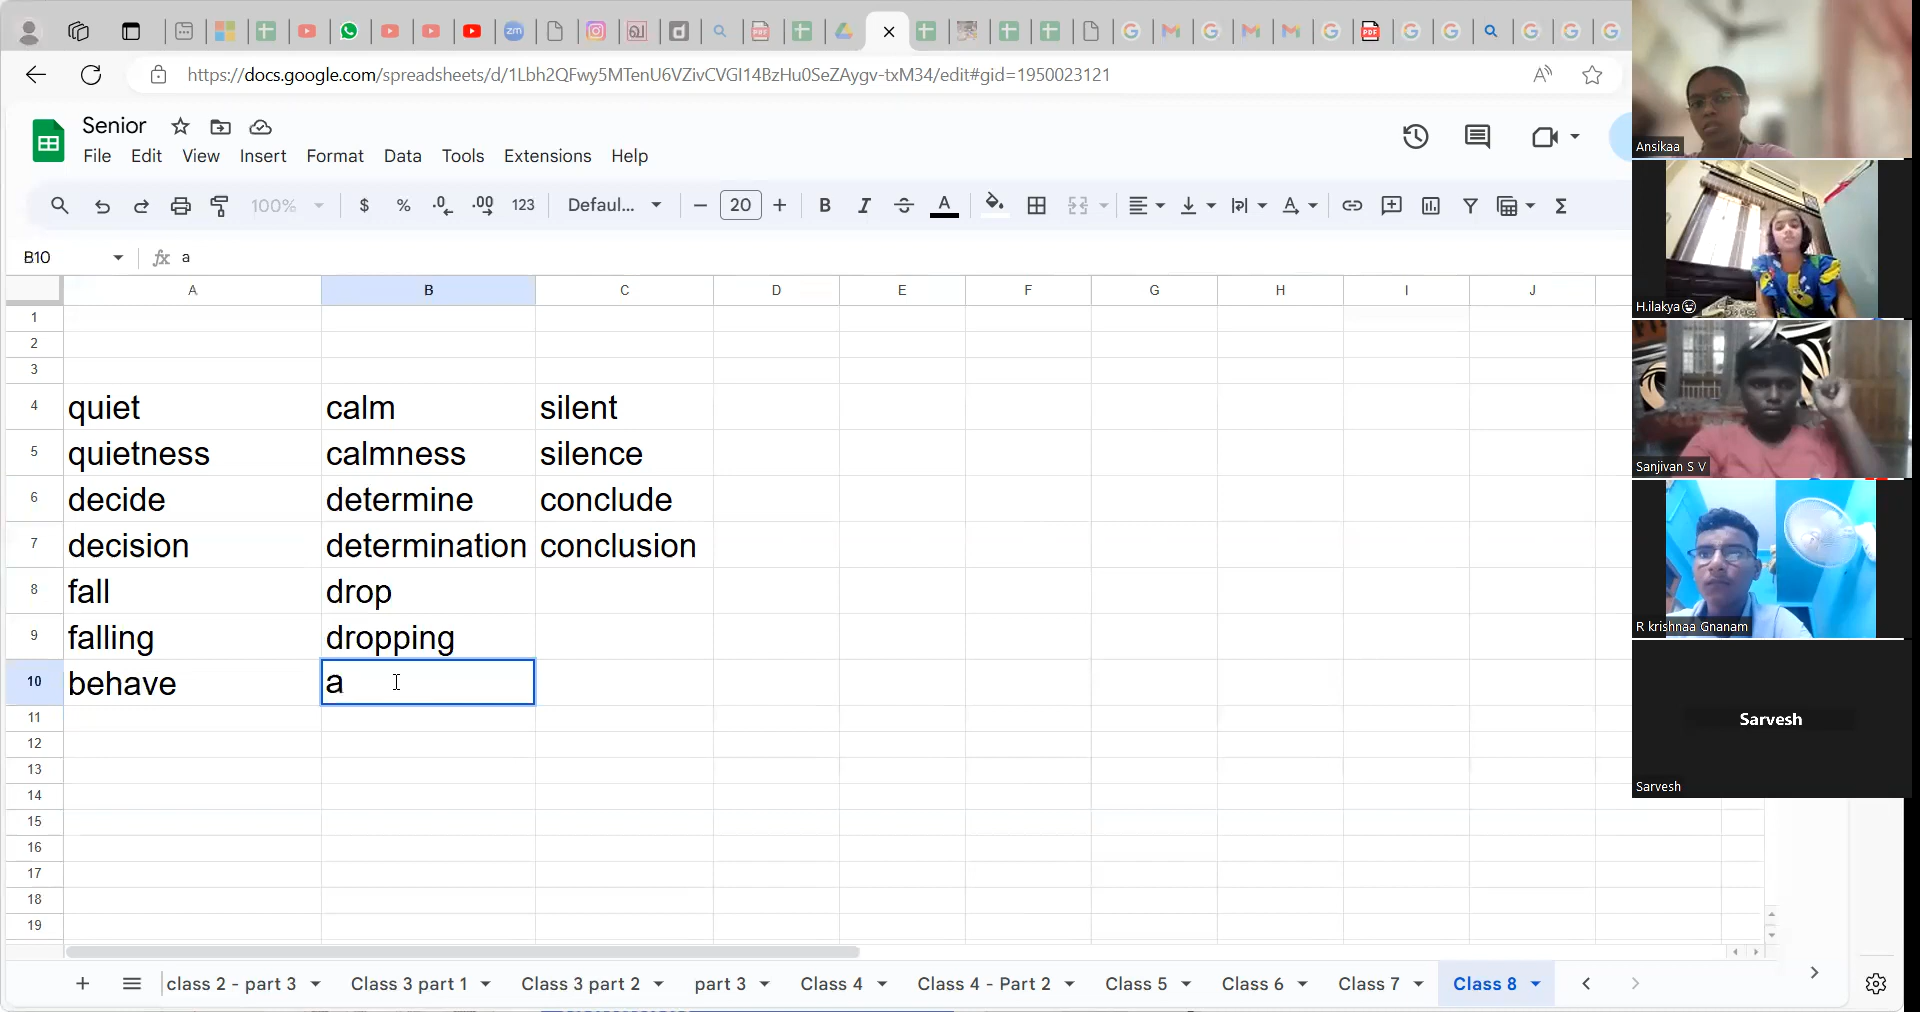 https://docs.google.com/spreadsheets/d/1Lbh2QFwy5MTenU6VZivCVGI14BzHu0SeZAygv-txM34/edit#gid=1950023121
Senior
File Edit View Insert Format Data Tools Extensions Help
100% $ % .0 .00 123 Defaul... 20 B I A
B10 fx a
A B C D E F G H I J
1
2
3
4 quiet calm silent
5 quietness calmness silence
6 decide determine conclude
7 decision determination conclusion
8 fall drop
9 falling dropping
10 behave a
11
12
13
14
15
16
17
18
19
class 2 - part 3 Class 3 part 1 Class 3 part 2 part 3 Class 4 Class 4 - Part 2 Class 5 Class 6 Class 7 Class 8
Ansikaa
H.ilakya
Sanjivan S V
R krishnaa Gnanam
Sarvesh
Sarvesh